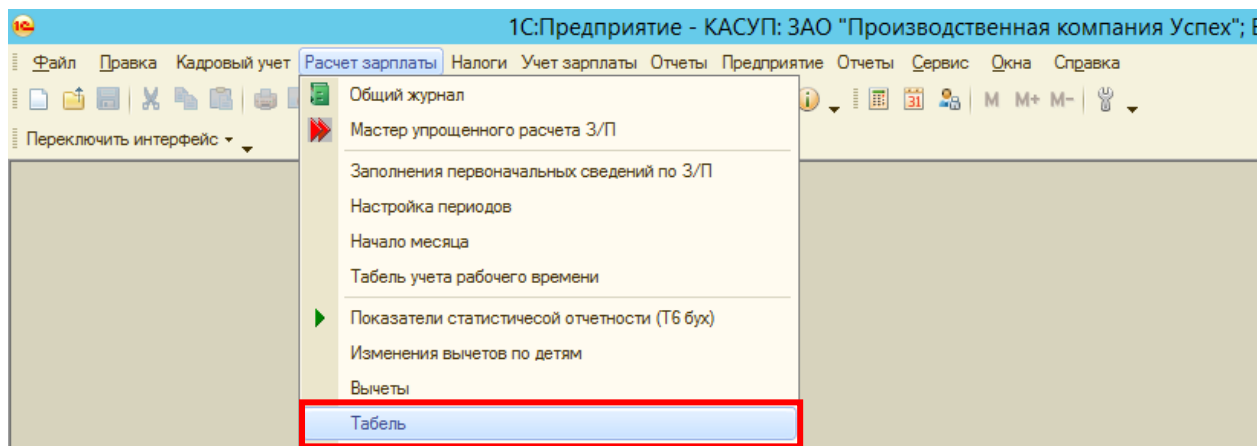 1С:Предприятие - КАСУП: ЗАО "Производственная компания Успех";
Файл Правка Кадровый учет Расчет зарплаты Налоги Учет зарплаты Отчеты Предприятие Отчеты Сервис Окна Справка
31 M M+ M-
Переключить интерфейс
Общий журнал
Мастер упрощенного расчета З/П
Заполнения первоначальных сведений по З/П
Настройка периодов
Начало месяца
Табель учета рабочего времени
Показатели статистичесой отчетности (Т6 бух)
Изменения вычетов по детям
Вычеты
Табель